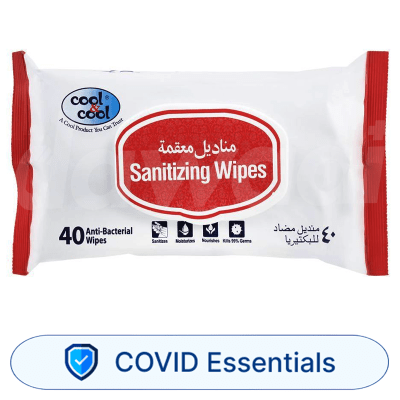 cool
&
cool
A Cool Product You Can Trust
مناديل معقمة
Sanitizing Wipes
40 Anti-Bacterial
Wipes
Sanitizes Moisturizes Nourishes Kills 99% Germs
٤٠ منديل مضاد
للبكتيريا
COVID Essentials